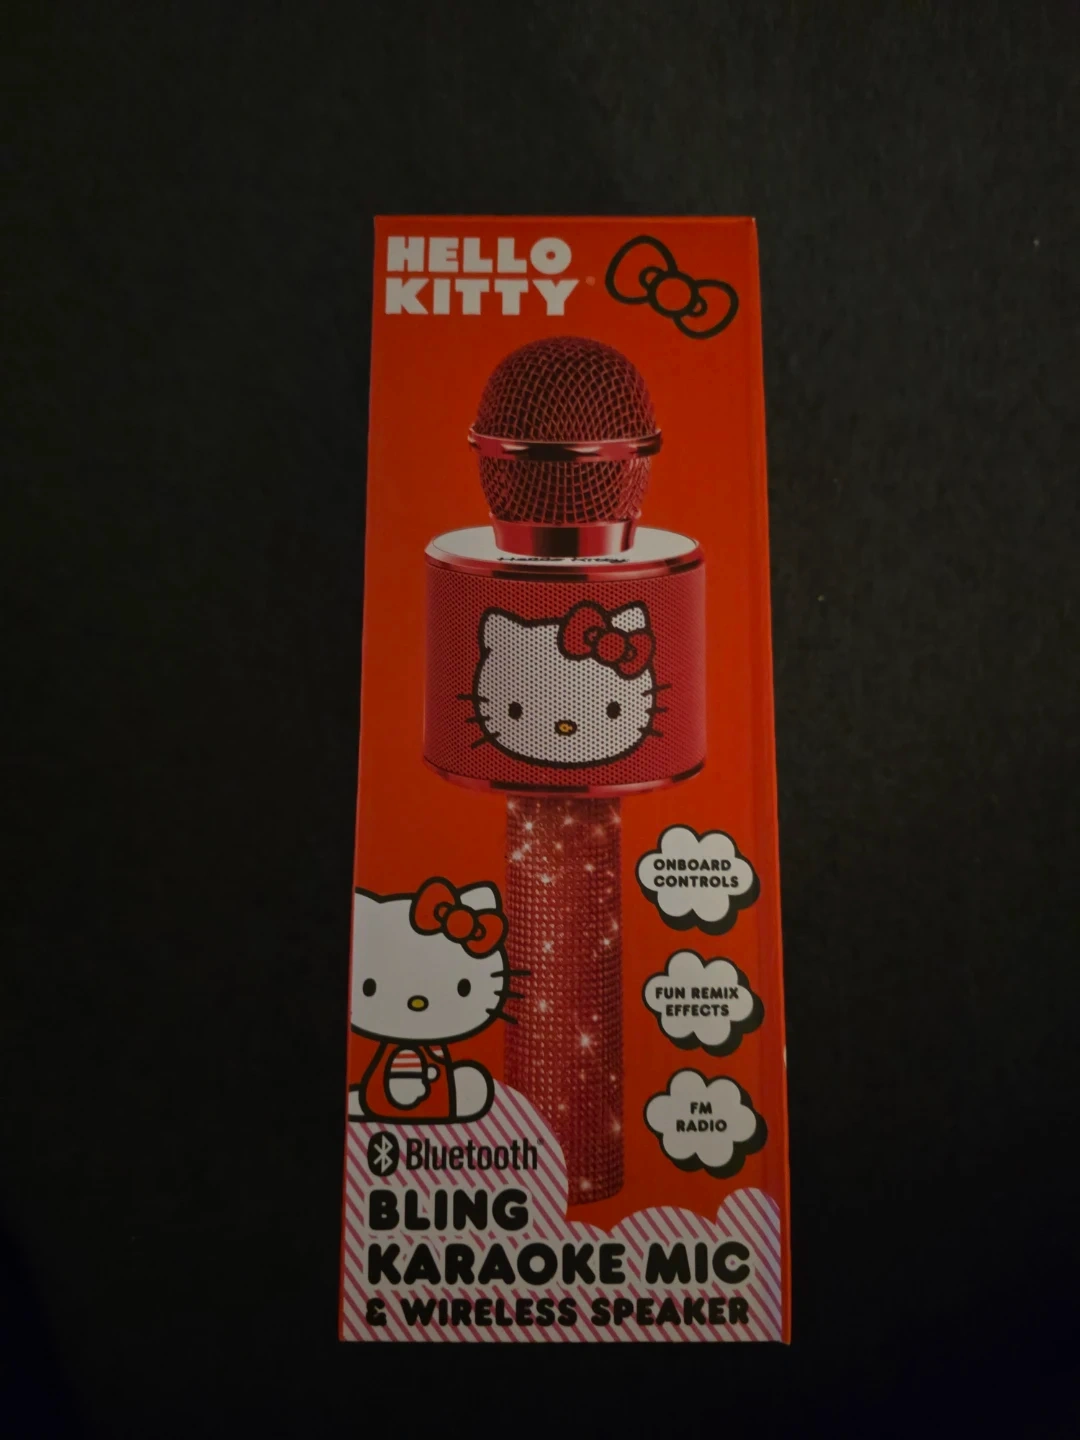 HELLO
KITTY®
ONBOARD
CONTROLS
FUN REMIX
EFFECTS
FM
RADIO
Bluetooth®
BLING
KARAOKE MIC
& WIRELESS SPEAKER